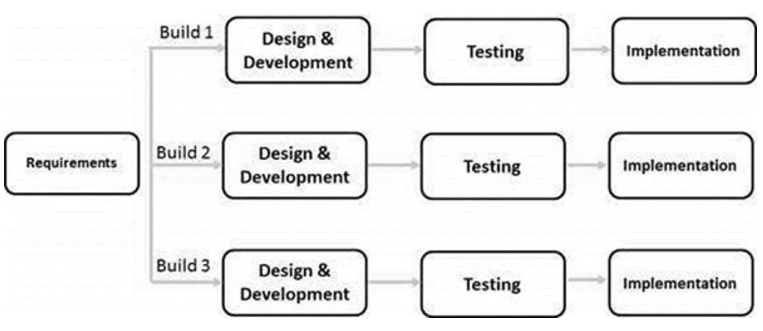 Build 1
Design &
Development
Testing
Implementation
Requirements
Build 2
Design &
Development
Testing
Implementation
Build 3
Design &
Development
Testing
Implementation